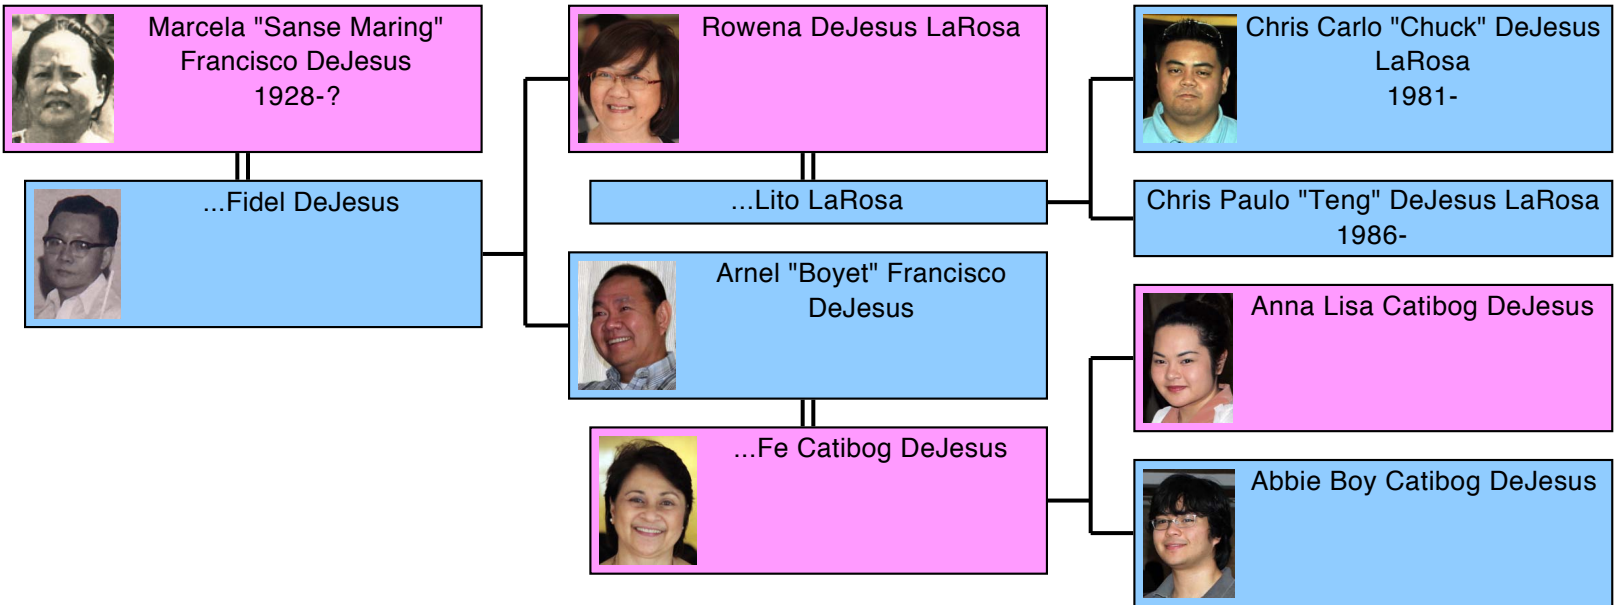 Marcela "Sanse Maring"
Francisco DeJesus
1928-?
...Fidel DeJesus
Rowena DeJesus LaRosa
...Lito LaRosa
Arnel "Boyet" Francisco
DeJesus
...Fe Catibog DeJesus
Chris Carlo "Chuck" DeJesus
LaRosa
1981-
Chris Paulo "Teng" DeJesus LaRosa
1986-
Anna Lisa Catibog DeJesus
Abbie Boy Catibog DeJesus